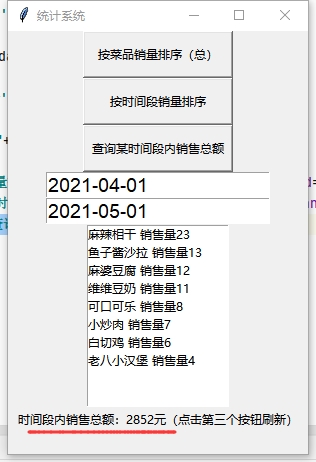 统计系统
按菜品销量排序（总）
按时间段销量排序
查询某时间段内销售总额
2021-04-01
2021-05-01
麻辣相干 销售量23
鱼子酱沙拉 销售量13
麻婆豆腐 销售量12
维维豆奶 销售量11
可口可乐 销售量8
小炒肉 销售量7
白切鸡 销售量6
老八小汉堡 销售量4
时间段内销售总额：2852元（点击第三个按钮刷新）